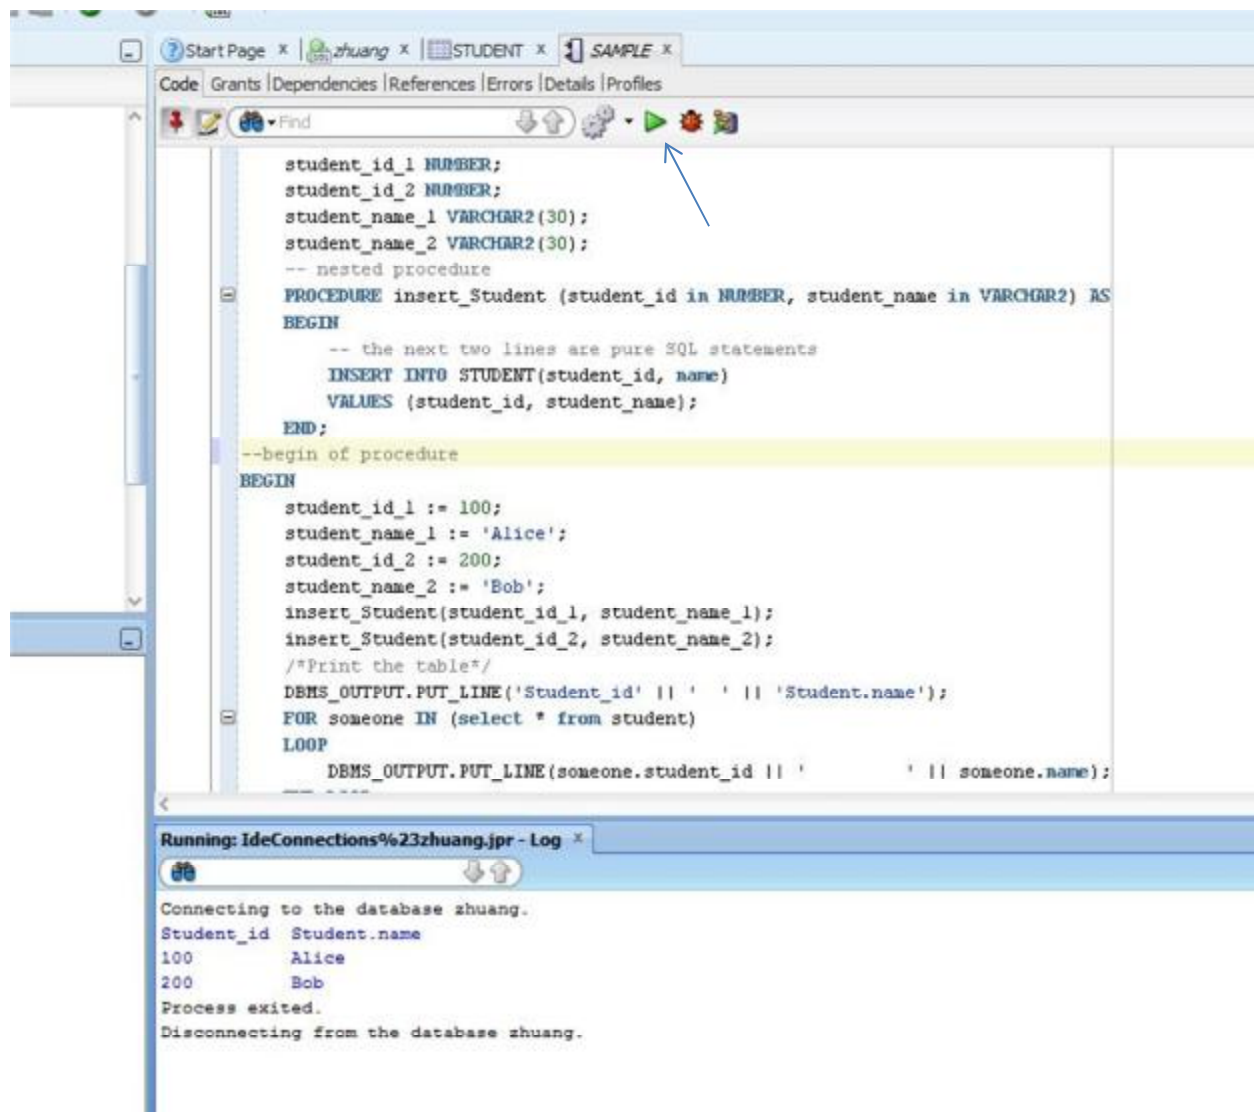 Start Page x zhuang x STUDENT x SAMPLE x
Code Grants |Dependencies |References |Errors |Details |Profiles
Find
student_id_1 NUMBER;
student_id_2 NUMBER;
student_name_1 VARCHAR2(30);
student_name_2 VARCHAR2(30);
-- nested procedure
PROCEDURE insert_Student (student_id in NUMBER, student_name in VARCHAR2) AS
BEGIN
-- the next two lines are pure SQL statements
INSERT INTO STUDENT(student_id, name)
VALUES (student_id, student_name);
END;
--begin of procedure
BEGIN
student_id_1 := 100;
student_name_1 := 'Alice';
student_id_2 := 200;
student_name_2 := 'Bob';
insert_Student(student_id_1, student_name_1);
insert_Student(student_id_2, student_name_2);
/*Print the table*/
DBMS_OUTPUT.PUT_LINE('Student_id' || '  ' || 'Student.name');
FOR someone IN (select * from student)
LOOP
DBMS_OUTPUT.PUT_LINE(someone.student_id || '         ' || someone.name);
Running: IdeConnections%23zhuang.jpr - Log x
Connecting to the database zhuang.
Student_id  Student.name
100         Alice
200         Bob
Process exited.
Disconnecting from the database zhuang.